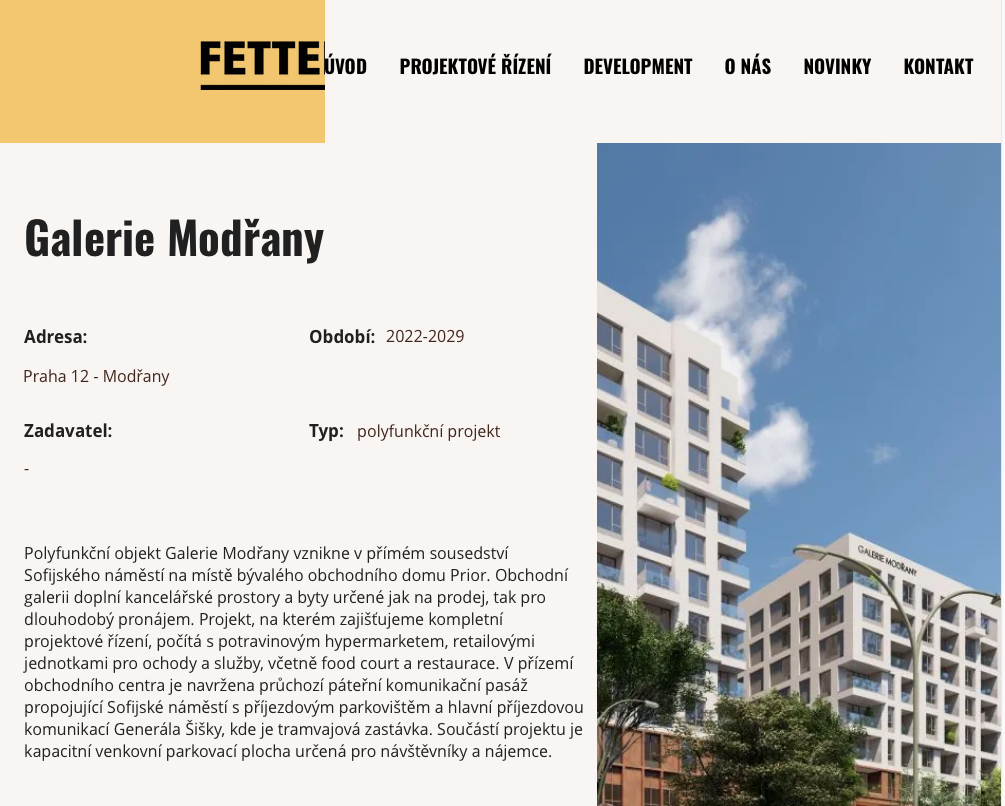 FETTE
ÚVOD PROJEKTOVÉ ŘÍZENÍ DEVELOPMENT O NÁS NOVINKY KONTAKT
Galerie Modřany
Adresa: Období: 2022-2029
Praha 12 - Modřany
Zadavatel: Typ: polyfunkční projekt
-
Polyfunkční objekt Galerie Modřany vznikne v přímém sousedství
Sofijského náměstí na místě bývalého obchodního domu Prior. Obchodní
galerii doplní kancelářské prostory a byty určené jak na prodej, tak pro
dlouhodobý pronájem. Projekt, na kterém zajišťujeme kompletní
projektové řízení, počítá s potravinovým hypermarketem, retailovými
jednotkami pro ochody a služby, včetně food court a restaurace. V přízemí
obchodního centra je navržena průchozí páteřní komunikační pasáž
propojující Sofijské náměstí s příjezdovým parkovištěm a hlavní příjezdovou
komunikací Generála Šišky, kde je tramvajová zastávka. Součástí projektu je
kapacitní venkovní parkovací plocha určená pro návštěvníky a nájemce.
GALERIE MODŘANY